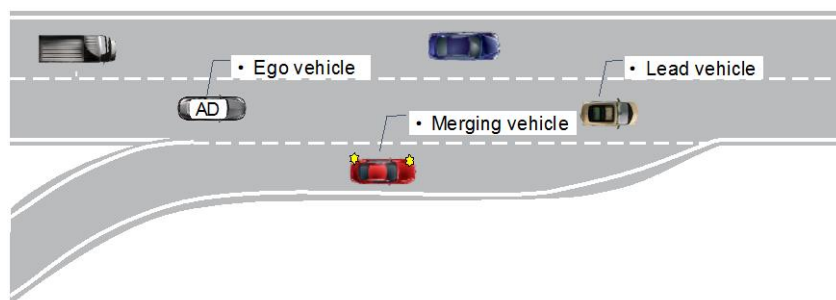 • Ego vehicle
• Lead vehicle
AD
• Merging vehicle